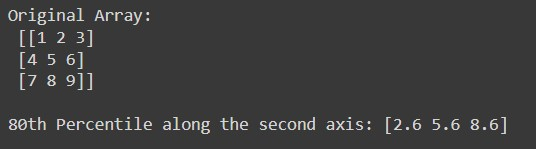 Original Array:
[[1 2 3]
[4 5 6]
[7 8 9]]
80th Percentile along the second axis: [2.6 5.6 8.6]